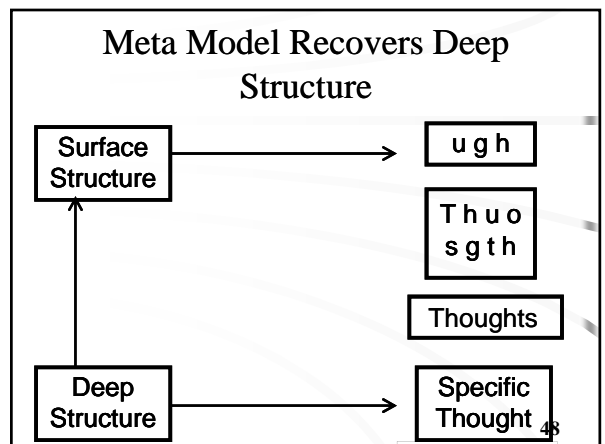 Meta Model Recovers Deep
Structure
Surface
Structure
u g h
T h u o
s g t h
Thoughts
Deep
Structure
Specific
Thought
48